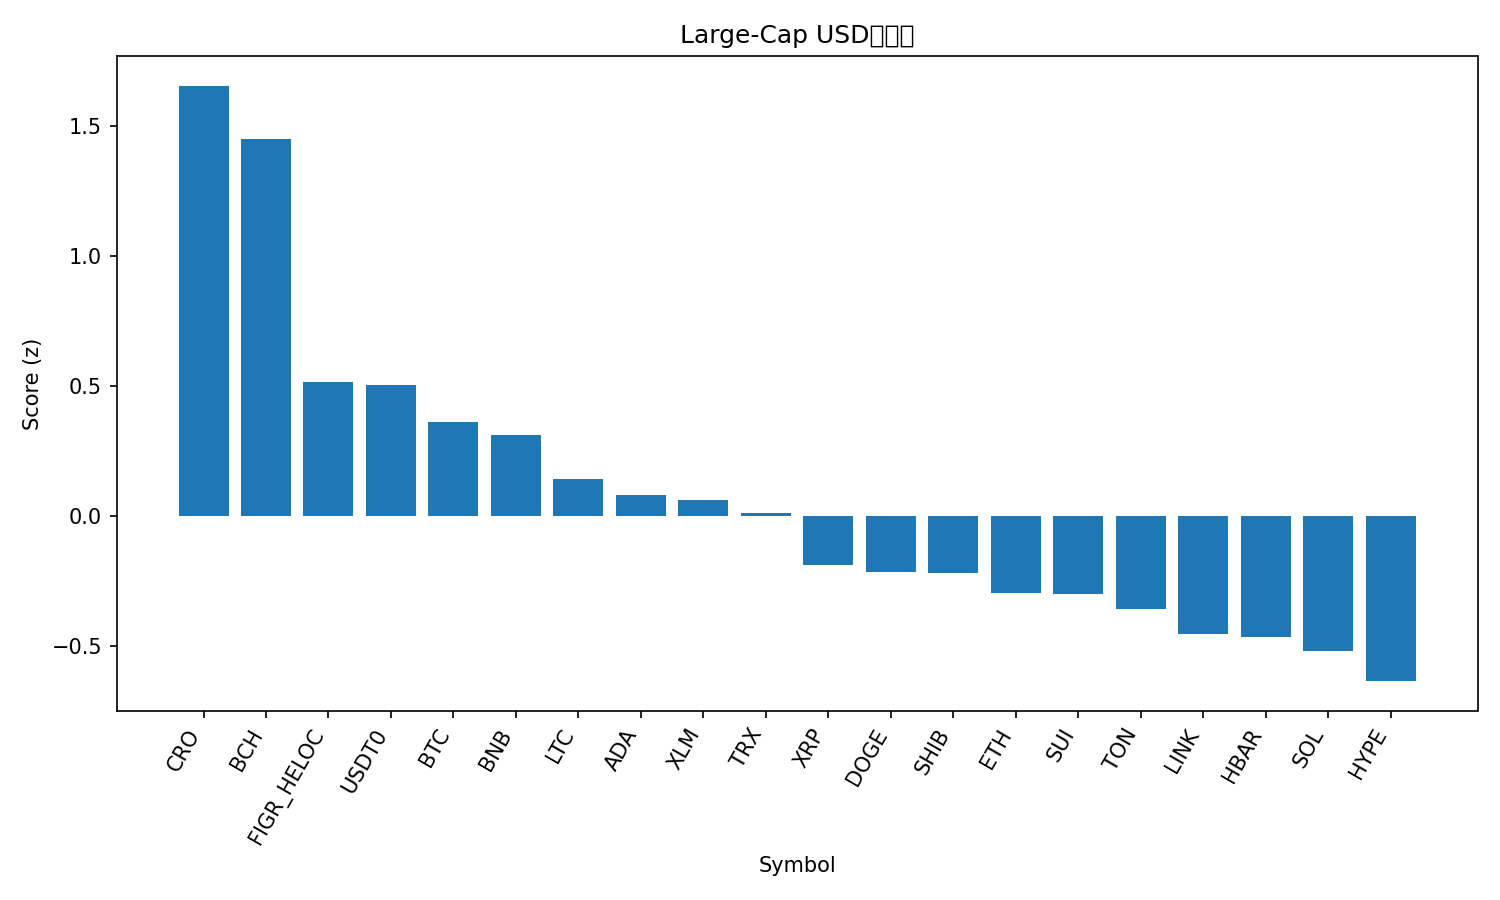 Large-Cap USD
Score (z)
1.5
1.0
0.5
0.0
−0.5
CRO
BCH
FIGR_HELOC
USDT0
BTC
BNB
LTC
ADA
XLM
TRX
XRP
DOGE
SHIB
ETH
SUI
TON
LINK
HBAR
SOL
HYPE
Symbol